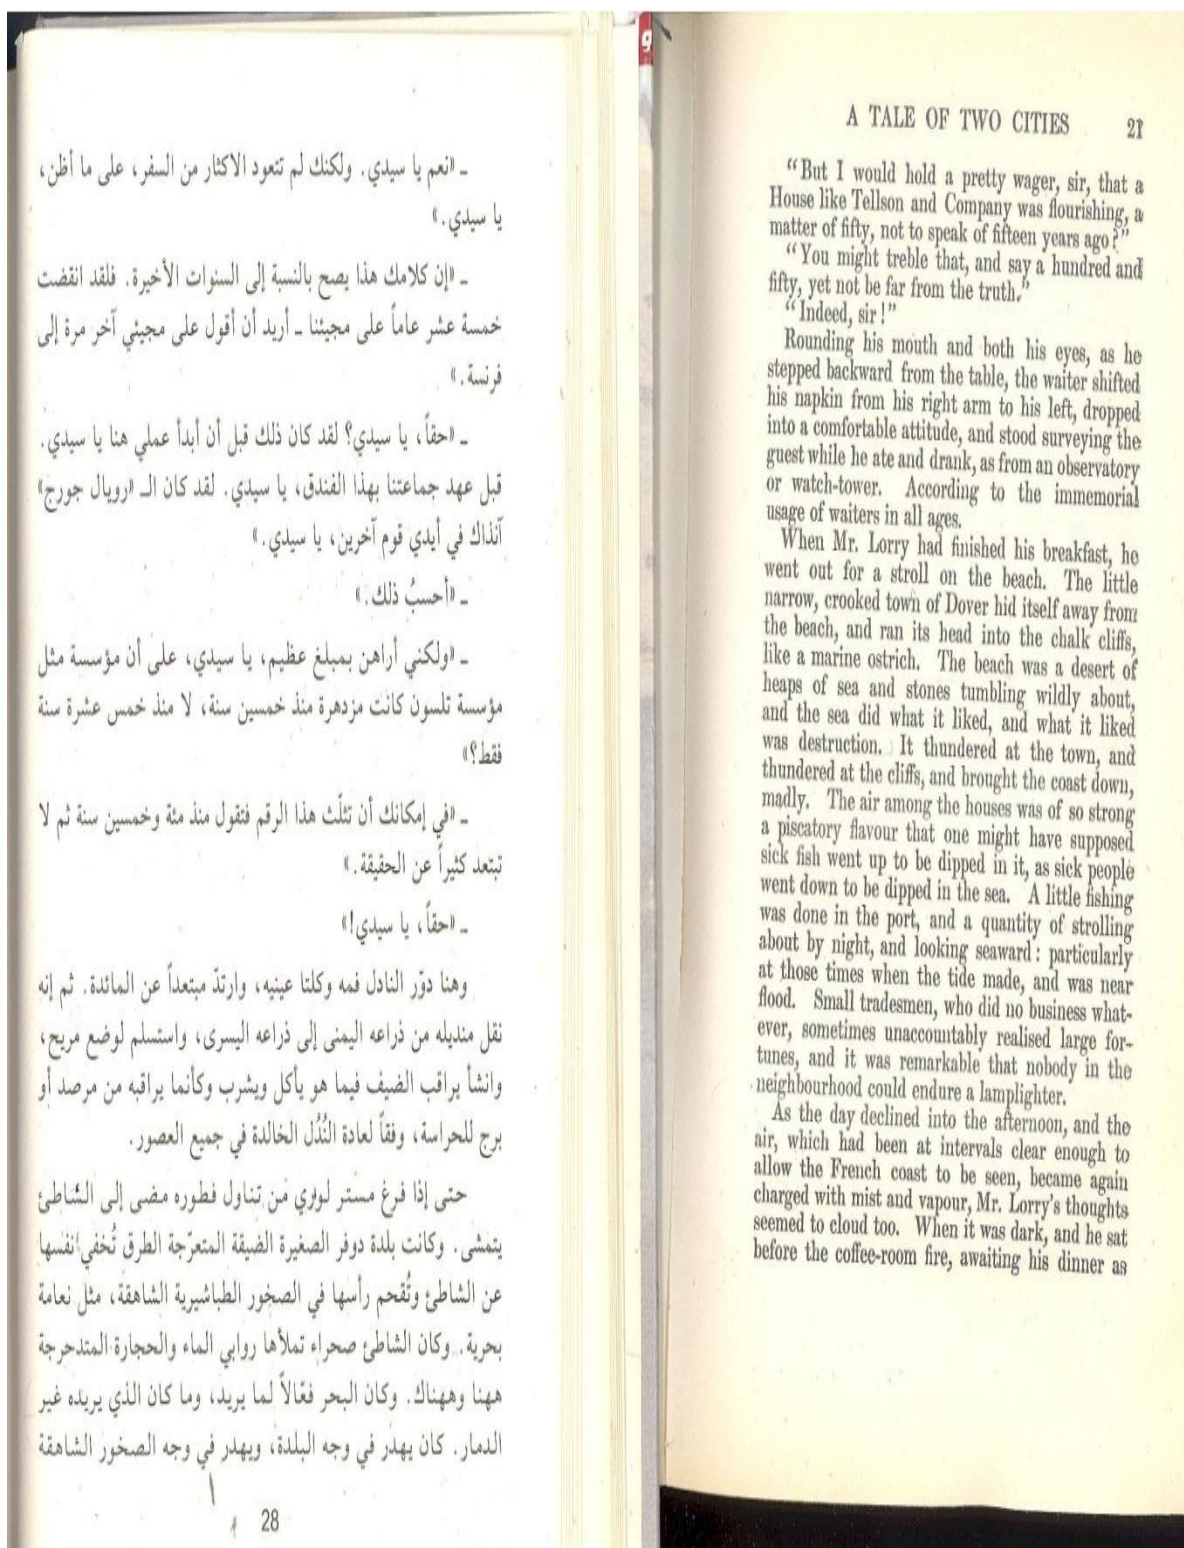 ـ «نعم يا سيدي. ولكنك لم تتعود الاكثار من السفر، على ما أظن،
يا سيدي.»
ـ «إن كلامك هذا يصح بالنسبة إلى السنوات الأخيرة. فلقد انقضت
خمسة عشر عاماً على مجيئنا ـ أريد أن أقول على مجيئي آخر مرة إلى
فرنسة.»
ـ «حقاً، يا سيدي؟ لقد كان ذلك قبل أن أبدأ عملي هنا يا سيدي.
قبل عهد جماعتنا بهذا الفندق، يا سيدي. لقد كان الـ «رويال جورج»
آنذاك في أيدي قوم آخرين، يا سيدي.»
ـ «أحسبُ ذلك.»
ـ «ولكني أراهن بمبلغ عظيم، يا سيدي، على أن مؤسسة مثل
مؤسسة تلسون كانت مزدهرة منذ خمسين سنة، لا منذ خمس عشرة سنة
فقط؟»
ـ «في إمكانك أن تثلّث هذا الرقم فتقول منذ مئة وخمسين سنة ثم لا
تبتعد كثيراً عن الحقيقة.»
ـ «حقاً، يا سيدي!»
وهنا دوّر النادل فمه وكلتا عينيه، وارتدّ مبتعداً عن المائدة. ثم إنه
نقل منديله من ذراعه اليمنى إلى ذراعه اليسرى، واستسلم لوضع مريح،
وانشأ يراقب الضيف فيما هو يأكل ويشرب وكأنما يراقبه من مرصد أو
برج للحراسة، وفقاً لعادة النُدُل الخالدة في جميع العصور.
حتى إذا فرغ مستر لوري من تناول فطوره مضى إلى الشاطئ
يتمشى. وكانت بلدة دوفر الصغيرة الضيقة المتعرّجة الطرق تُخفي نفسها
عن الشاطئ وتُقحم رأسها في الصخور الطباشيرية الشاهقة، مثل نعامة
بحرية. وكان الشاطئ صحراء تملأها روابي الماء والحجارة المتدحرجة
ههنا وههناك. وكان البحر فعّالاً لما يريد، وما كان الذي يريده غير
الدمار. كان يهدر في وجه البلدة، ويهدر في وجه الصخور الشاهقة
28
و
A TALE OF TWO CITIES 21
“But I would hold a pretty wager, sir, that a
House like Tellson and Company was flourishing, a
matter of fifty, not to speak of fifteen years ago?”
“You might treble that, and say a hundred and
fifty, yet not be far from the truth.”
“Indeed, sir!”
Rounding his mouth and both his eyes, as he
stepped backward from the table, the waiter shifted
his napkin from his right arm to his left, dropped
into a comfortable attitude, and stood surveying the
guest while he ate and drank, as from an observatory
or watch-tower. According to the immemorial
usage of waiters in all ages.
When Mr. Lorry had finished his breakfast, he
went out for a stroll on the beach. The little
narrow, crooked town of Dover hid itself away from
the beach, and ran its head into the chalk cliffs,
like a marine ostrich. The beach was a desert of
heaps of sea and stones tumbling wildly about,
and the sea did what it liked, and what it liked
was destruction. It thundered at the town, and
thundered at the cliffs, and brought the coast down,
madly. The air among the houses was of so strong
a piscatory flavour that one might have supposed
sick fish went up to be dipped in it, as sick people
went down to be dipped in the sea. A little fishing
was done in the port, and a quantity of strolling
about by night, and looking seaward: particularly
at those times when the tide made, and was near
flood. Small tradesmen, who did no business what-
ever, sometimes unaccountably realised large for-
tunes, and it was remarkable that nobody in the
neighbourhood could endure a lamplighter.
As the day declined into the afternoon, and the
air, which had been at intervals clear enough to
allow the French coast to be seen, became again
charged with mist and vapour, Mr. Lorry’s thoughts
seemed to cloud too. When it was dark, and he sat
before the coffee-room fire, awaiting his dinner as